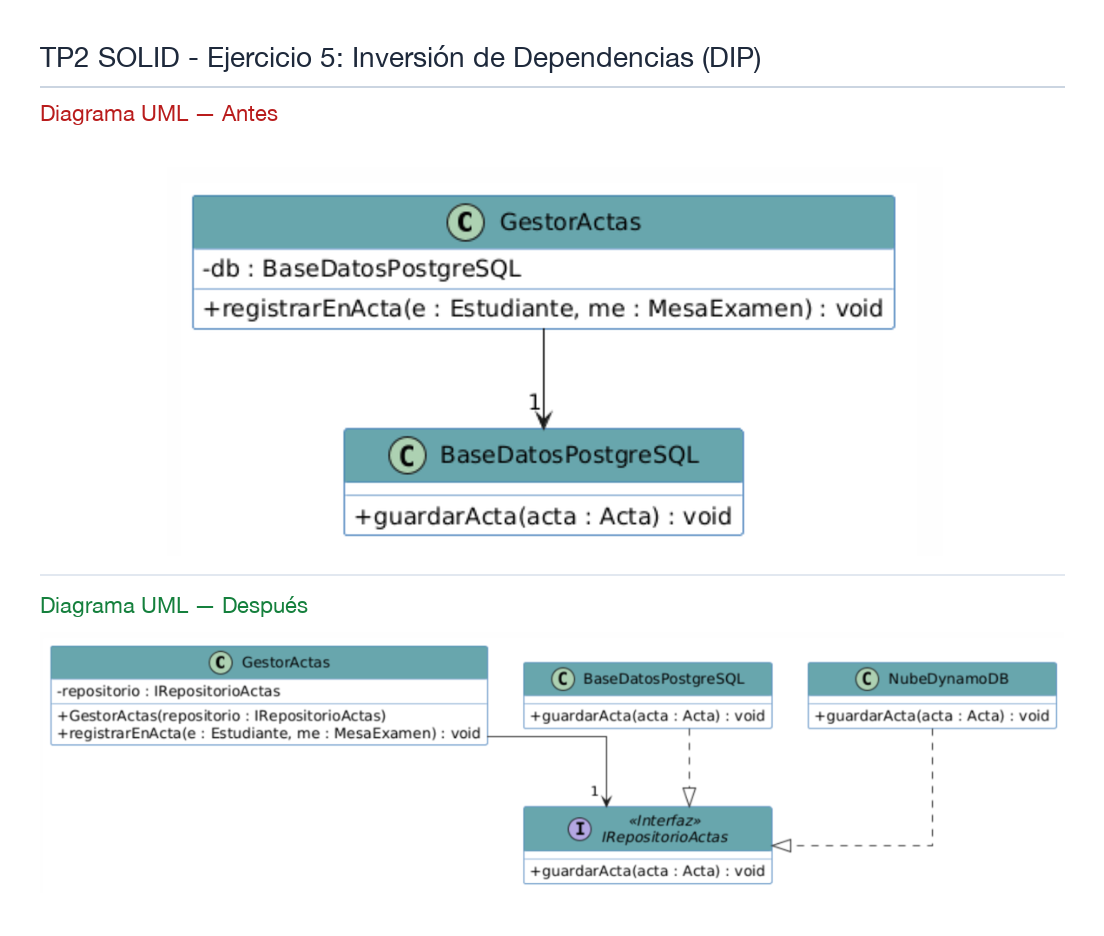 TP2 SOLID - Ejercicio 5: Inversión de Dependencias (DIP)
Diagrama UML — Antes
C GestorActas
-db : BaseDatosPostgreSQL
+registrarEnActa(e : Estudiante, me : MesaExamen) : void
1
C BaseDatosPostgreSQL
+guardarActa(acta : Acta) : void
Diagrama UML — Después
C GestorActas
-repositorio : IRepositorioActas
+GestorActas(repositorio : IRepositorioActas)
+registrarEnActa(e : Estudiante, me : MesaExamen) : void
C BaseDatosPostgreSQL
+guardarActa(acta : Acta) : void
C NubeDynamoDB
+guardarActa(acta : Acta) : void
1
I «Interfaz»
IRepositorioActas
+guardarActa(acta : Acta) : void